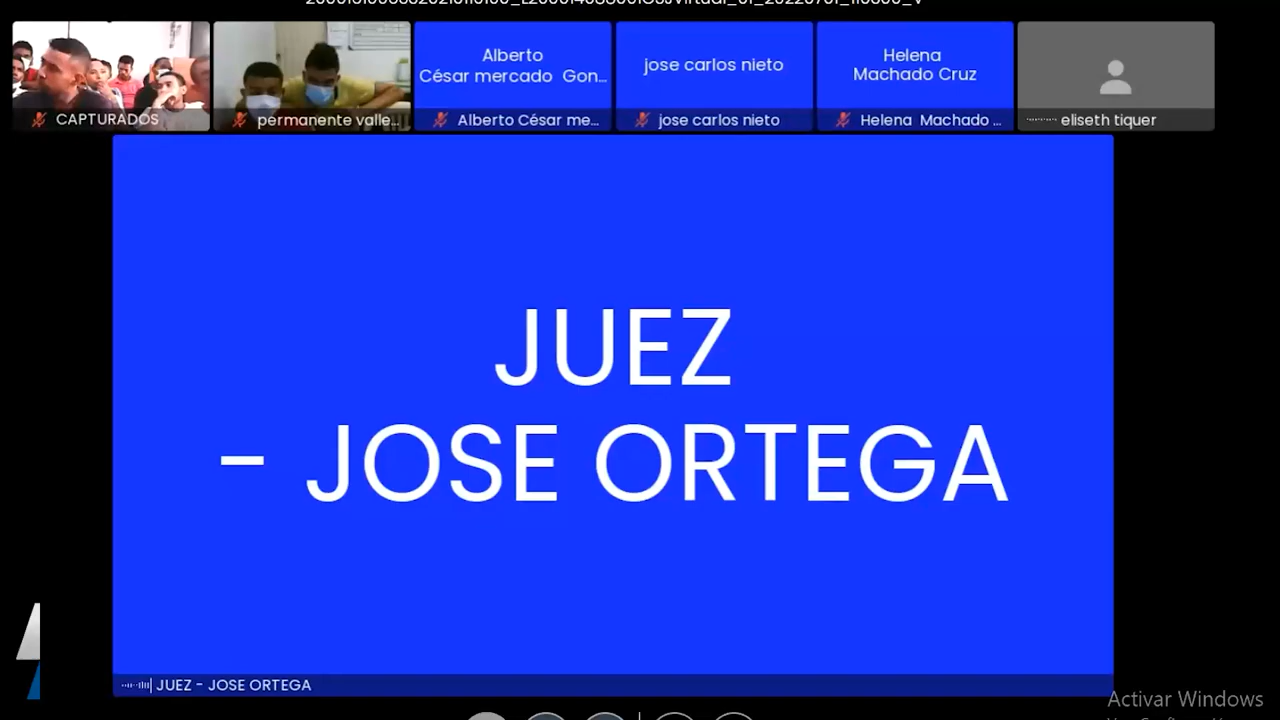 Alberto
César mercado Gon...
jose carlos nieto
Helena
Machado Cruz
CAPTURADOS
permanente valle...
Alberto César me...
jose carlos nieto
Helena Machado ...
eliseth tiquer
JUEZ
- JOSE ORTEGA
JUEZ - JOSE ORTEGA
Activar Windows